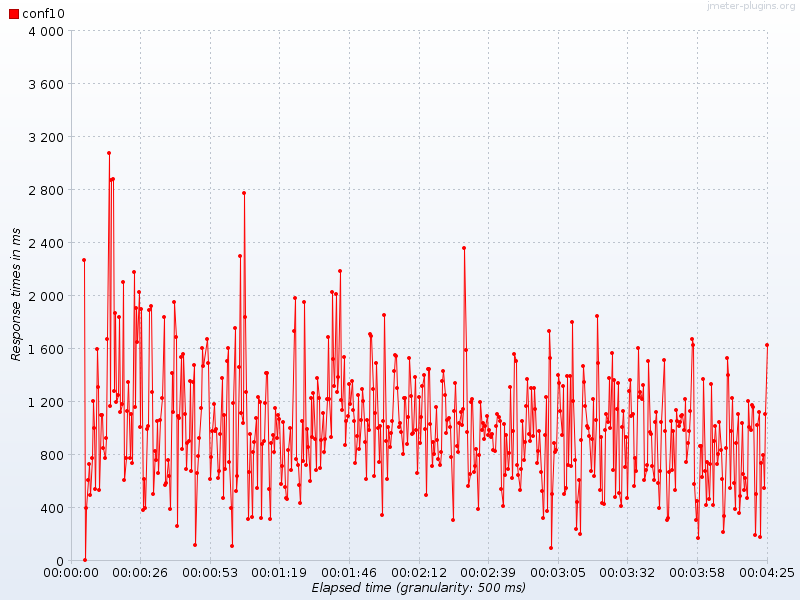 jmeter-plugins.org
conf10
4 000
3 600
3 200
2 800
2 400
2 000
1 600
1 200
800
400
0
Response times in ms
00:00:00 00:00:26 00:00:53 00:01:19 00:01:46 00:02:12 00:02:39 00:03:05 00:03:32 00:03:58 00:04:25
Elapsed time (granularity: 500 ms)